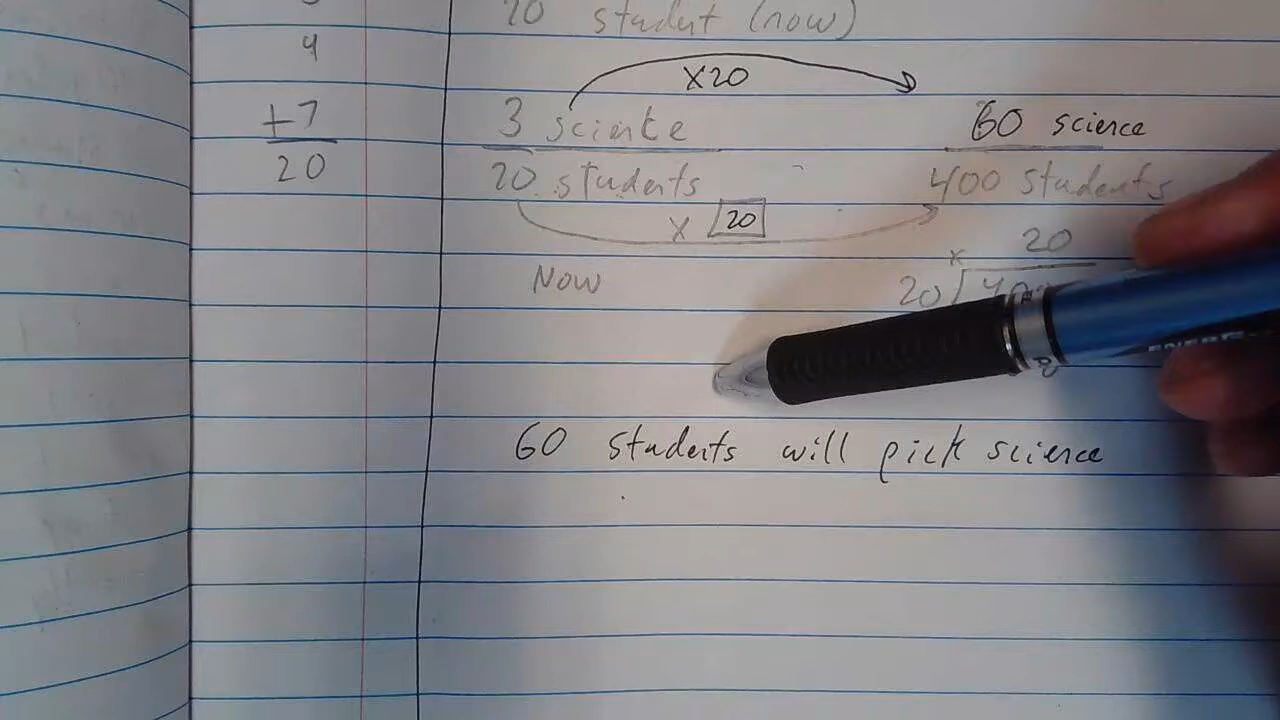 4
+7
20
20 student (now)
x20
3 science
20 students
60 science
400 students
x 20
Now
20
x
20
60 students will pick science